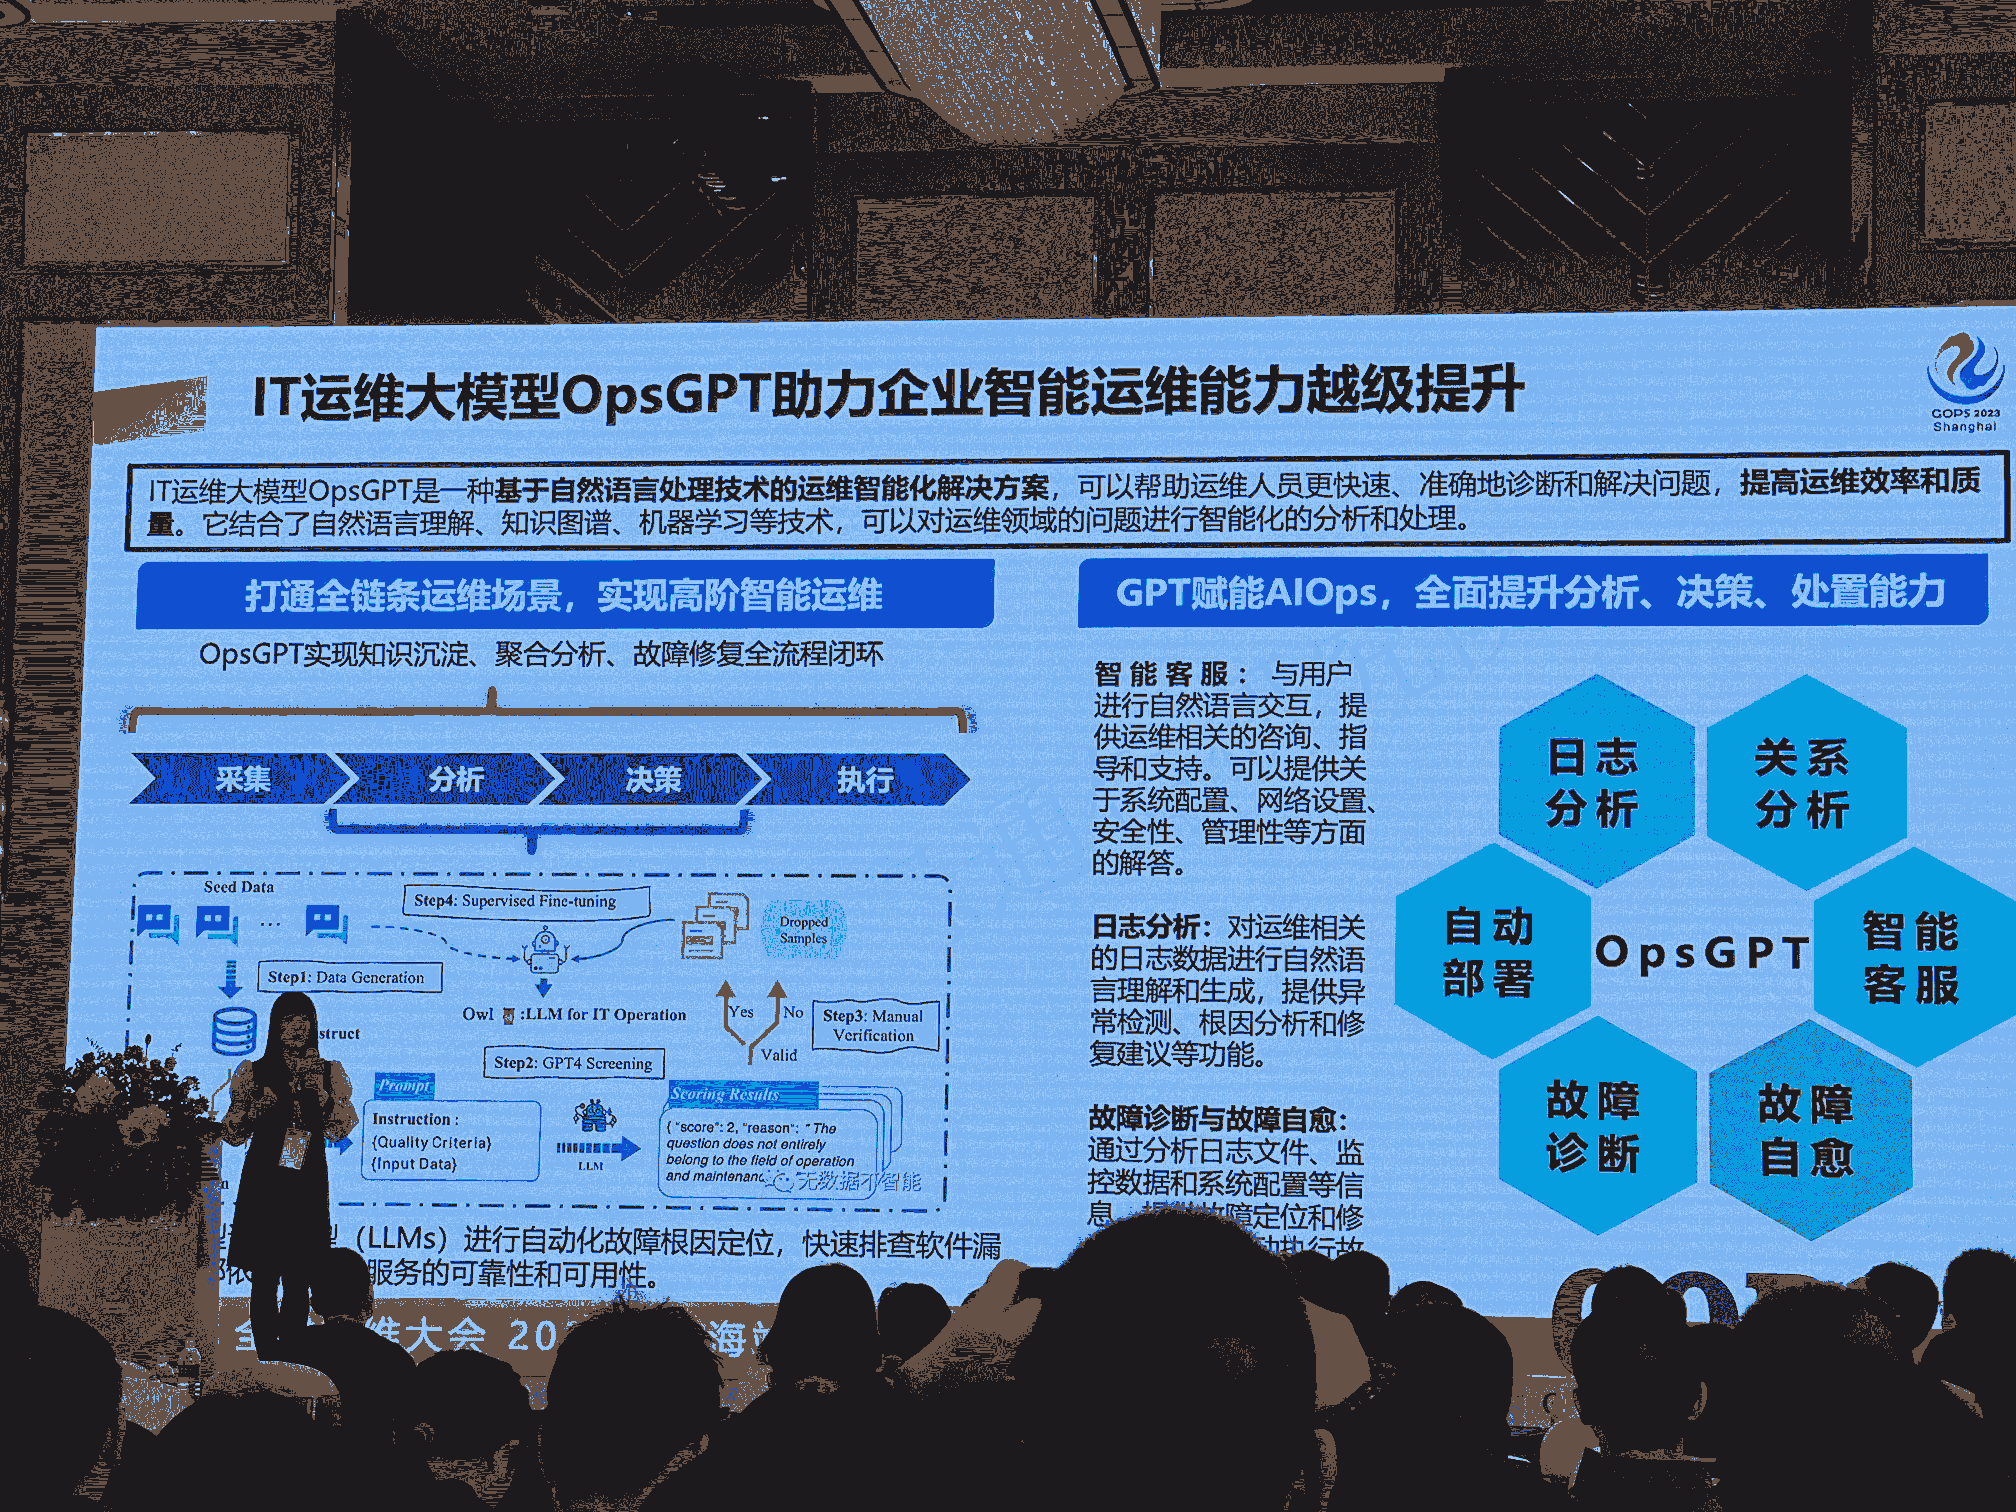 IT运维大模型OpsGPT助力企业智能运维能力越级提升
GOPS 2023
Shanghai
IT运维大模型OpsGPT是一种基于自然语言处理技术的运维智能化解决方案，可以帮助运维人员更快速、准确地诊断和解决问题，提高运维效率和质
量。它结合了自然语言理解、知识图谱、机器学习等技术，可以对运维领域的问题进行智能化的分析和处理。
打通全链条运维场景，实现高阶智能运维
OpsGPT实现知识沉淀、聚合分析、故障修复全流程闭环
采集
分析
决策
执行
Seed Data
...
Step4: Supervised Fine-tuning
Dropped
Samples
Step1: Data Generation
Owl :LLM for IT Operation
Yes
No
Step3: Manual
Verification
struct
Step2: GPT4 Screening
Valid
Prompt
Instruction :
{Quality Criteria}
{Input Data}
LLM
Scoring Results
{ "score": 2, "reason": "The
question does not entirely
belong to the field of operation
and maintenanc
无数据不智能
（LLMs）进行自动化故障根因定位，快速排查软件漏
服务的可靠性和可用性。
GPT赋能AIOps，全面提升分析、决策、处置能力
智能客服：与用户
进行自然语言交互，提
供运维相关的咨询、指
导和支持。可以提供关
于系统配置、网络设置、
安全性、管理性等方面
的解答。
日志分析：对运维相关
的日志数据进行自然语
言理解和生成，提供异
常检测、根因分析和修
复建议等功能。
故障诊断与故障自愈：
通过分析日志文件、监
控数据和系统配置等信
息，障定位和修
执行故
日志
分析
关系
分析
自动
部署
OpsGPT
智能
客服
故障
诊断
故障
自愈
维大会 20 海